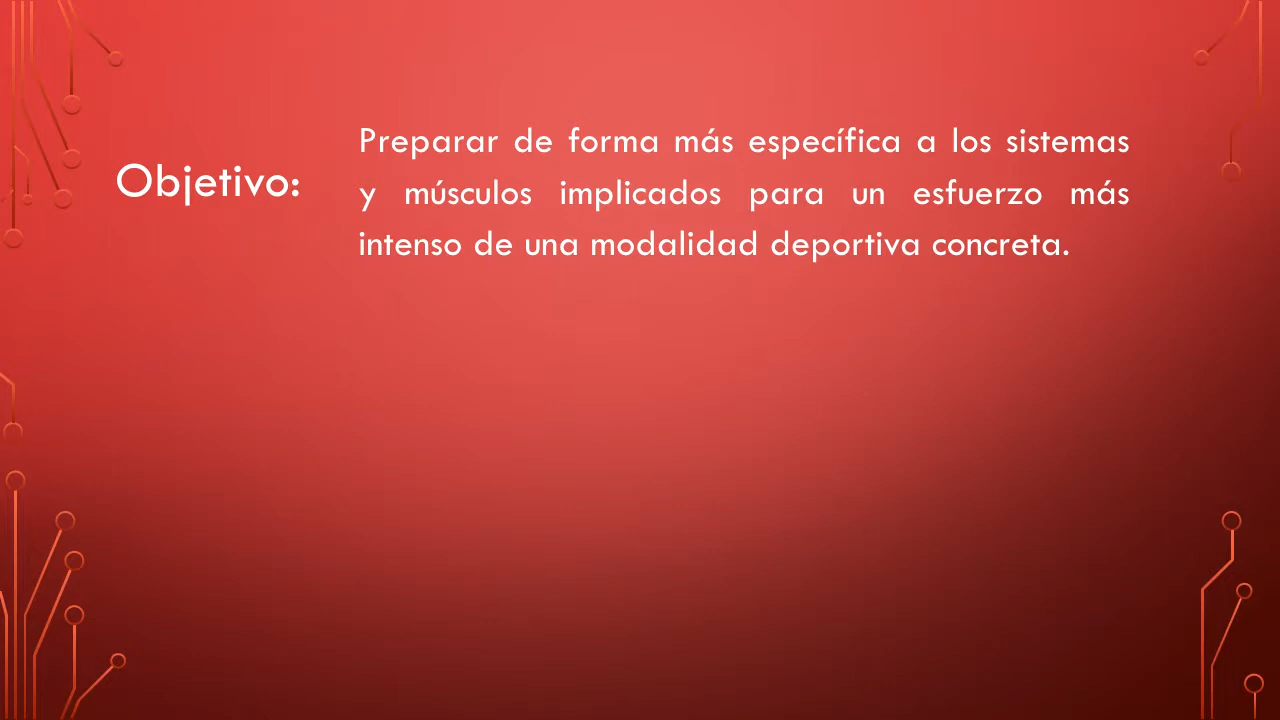 Objetivo:
Preparar de forma más específica a los sistemas
y músculos implicados para un esfuerzo más
intenso de una modalidad deportiva concreta.